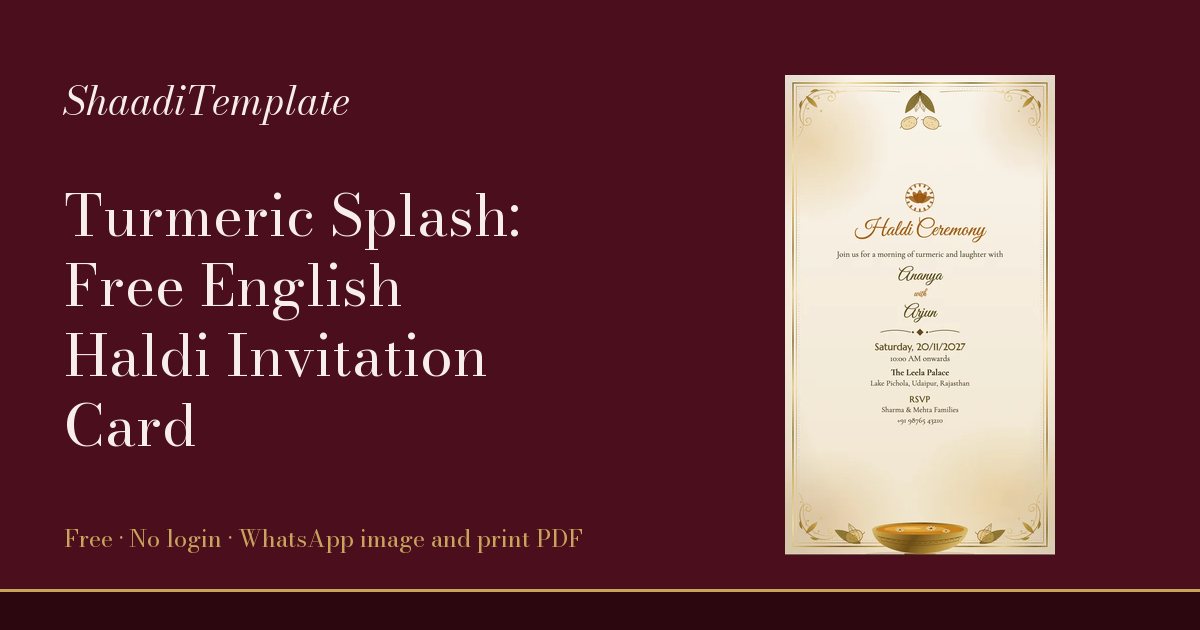 ShaadiTemplate
Turmeric Splash:
Free English
Haldi Invitation
Card
Free · No login · WhatsApp image and print PDF
Haldi Ceremony
Join us for a morning of turmeric and laughter with
Ananya
with
Arjun
Saturday, 20/11/2027
10:00 AM onwards
The Leela Palace
Lake Pichola, Udaipur, Rajasthan
RSVP
Sharma & Mehta Families
+91 98765 43210